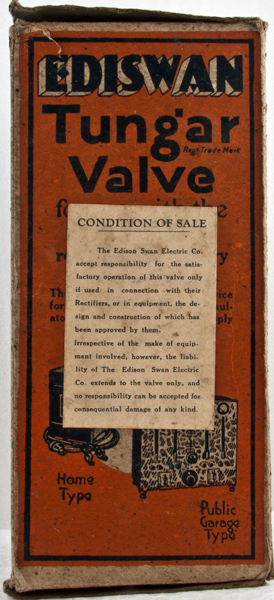 EDISWAN
Tungar
Regd Trade Mark
Valve
with the
CONDITION OF SALE
The Edison Swan Electric Co.
accept responsibility for the satis-
factory operation of this valve only
if used in connection with their
Rectifiers, or in equipment, the de-
sign and construction of which has
been approved by them.
Irrespective of the make of equip-
ment involved, however, the liabil-
ity of The Edison Swan Electric
Co. extends to the valve only, and
no responsibility can be accepted for
consequential damage of any kind.
Home
Type
Public
Garage
Type